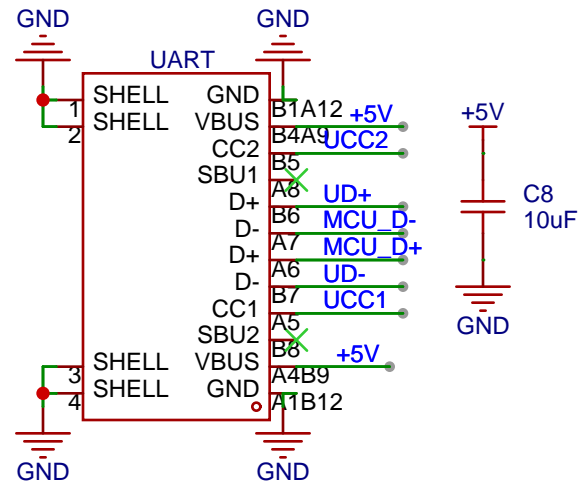 GND GND
UART
SHELL GND
1 B1A12
SHELL VBUS +5V +5V
2 B4A9
CC2 UCC2
B5
SBU1
A8
D+ UD+ C8
B6
D- MCU_D- 10uF
A7
D+ MCU_D+
A6
D- UD-
B7
CC1 UCC1
A5
SBU2 GND
B8
SHELL VBUS +5V
3 A4B9
SHELL GND
4 A1B12
GND GND